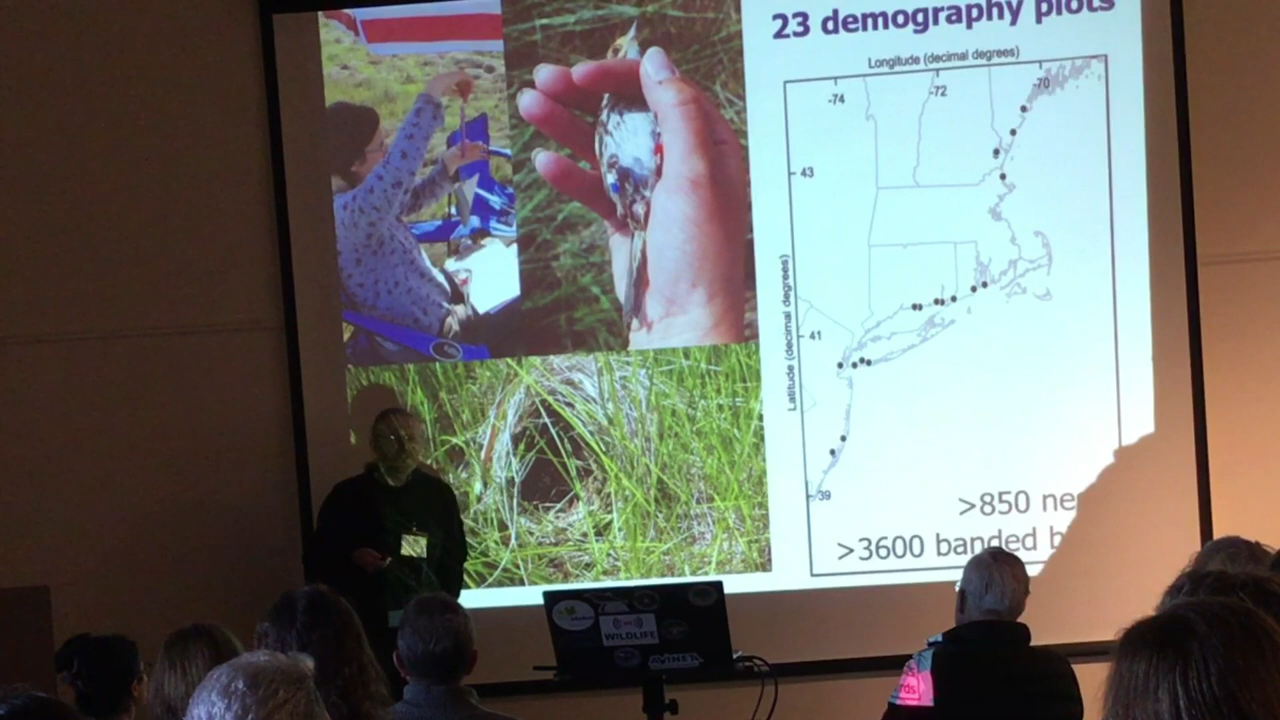 23 demography plots
Longitude (decimal degrees)
-74
-72
-70
43
41
39
Latitude (decimal degrees)
>850
>3600 banded
WILDLIFE
rds